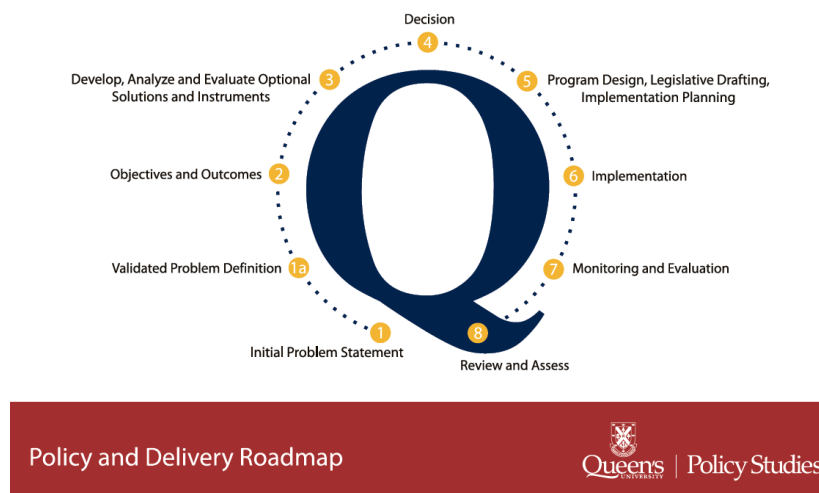 Decision
4
3
Develop, Analyze and Evaluate Optional
Solutions and Instruments
5
Program Design, Legislative Drafting,
Implementation Planning
Objectives and Outcomes
2
6
Implementation
Validated Problem Definition
1a
7
Monitoring and Evaluation
1
Initial Problem Statement
8
Review and Assess
Q
Policy and Delivery Roadmap
Queen's
UNIVERSITY
Policy Studies